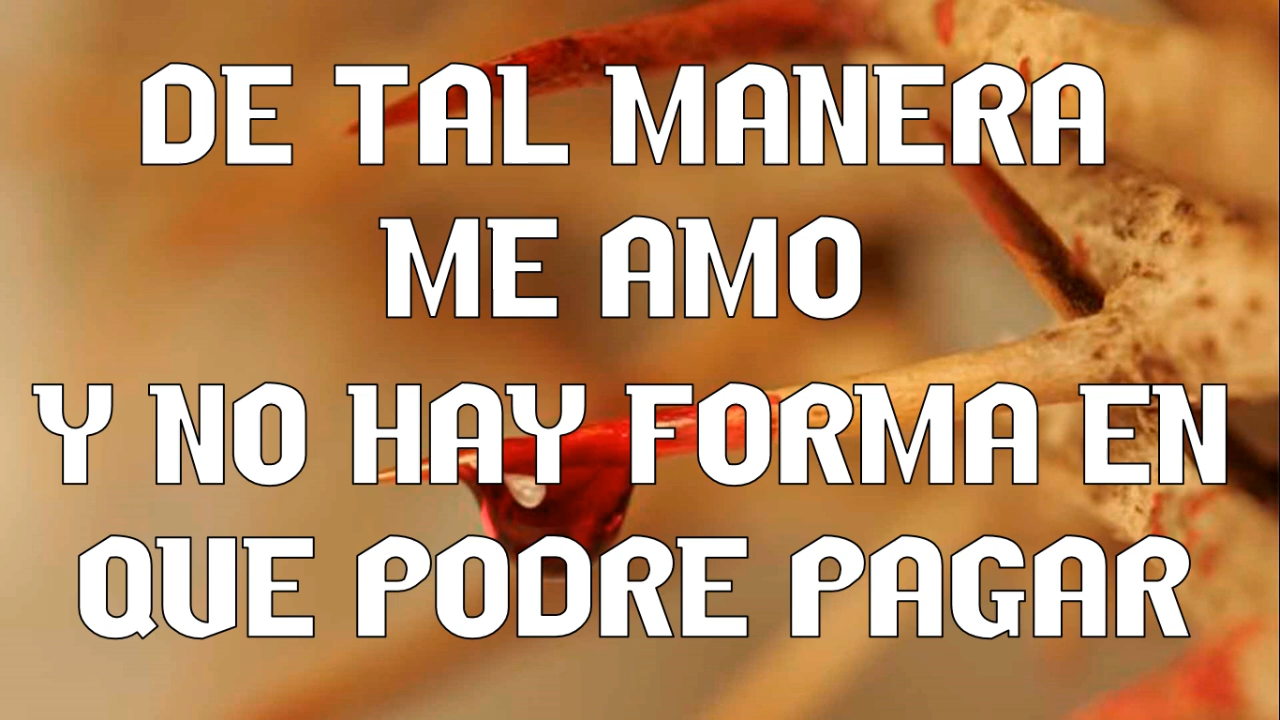 DE TAL MANERA
ME AMO
Y NO HAY FORMA EN
QUE PODRE PAGAR